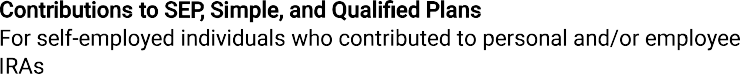 Contributions to SEP, Simple, and Qualified Plans
For self-employed individuals who contributed to personal and/or employee
IRAs